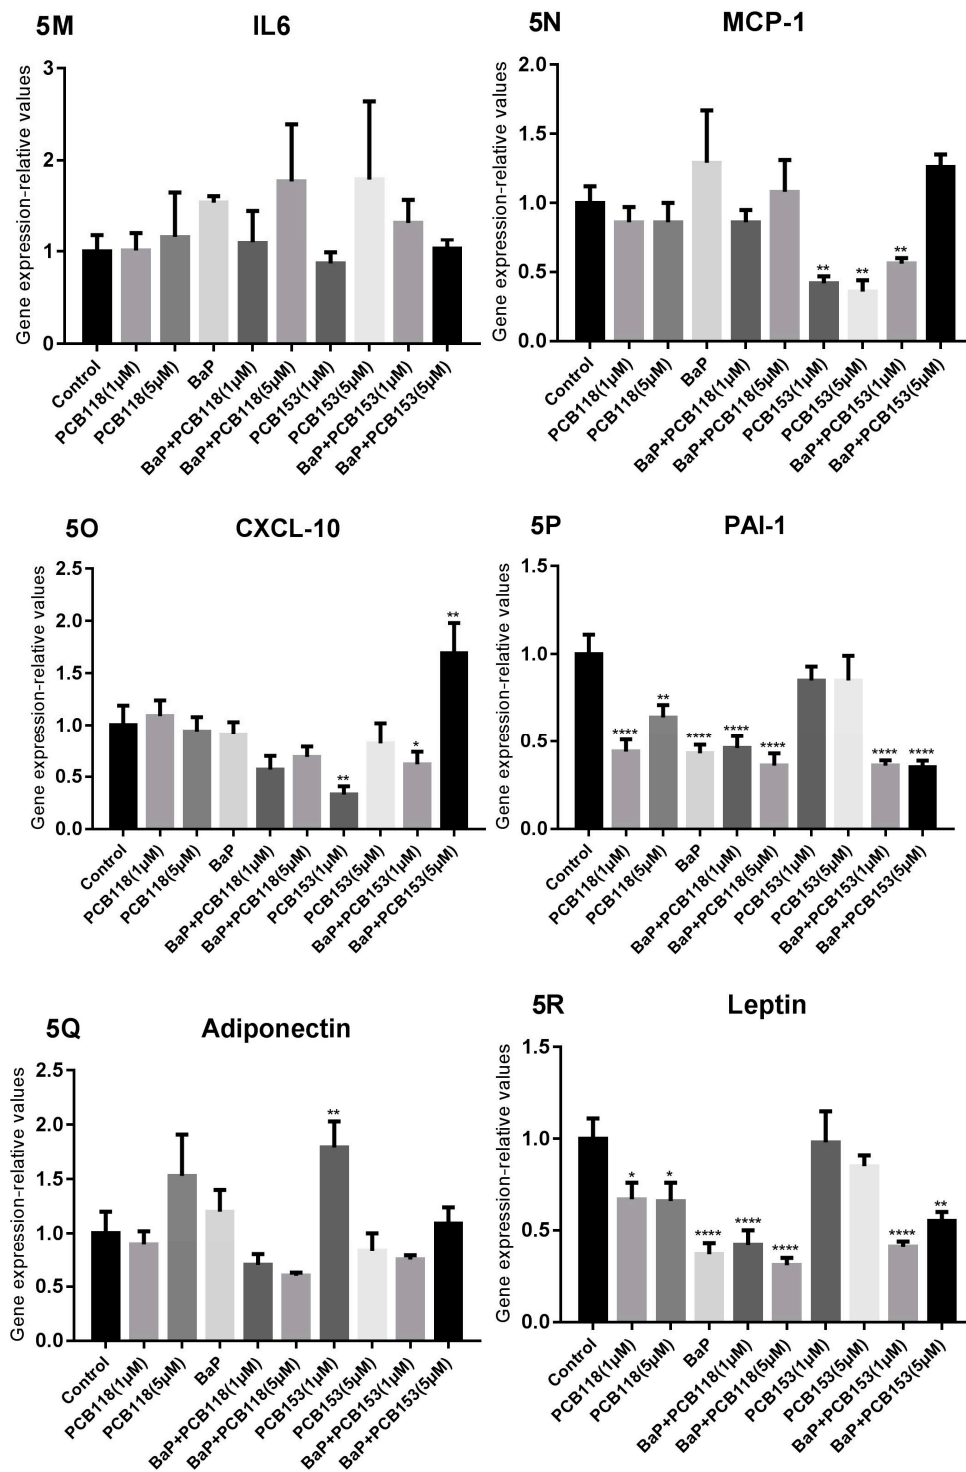 5M IL6
Gene expression-relative values
3
2
1
0
Control
PCB118(1µM)
PCB118(5µM)
BaP
BaP+PCB118(1µM)
BaP+PCB118(5µM)
PCB153(1µM)
PCB153(5µM)
BaP+PCB153(1µM)
BaP+PCB153(5µM)
5N MCP-1
Gene expression-relative values
2.0
1.5
1.0
0.5
0.0
** ** **
Control
PCB118(1µM)
PCB118(5µM)
BaP
BaP+PCB118(1µM)
BaP+PCB118(5µM)
PCB153(1µM)
PCB153(5µM)
BaP+PCB153(1µM)
BaP+PCB153(5µM)
5O CXCL-10
Gene expression-relative values
2.5
2.0
1.5
1.0
0.5
0.0
** * **
Control
PCB118(1µM)
PCB118(5µM)
BaP
BaP+PCB118(1µM)
BaP+PCB118(5µM)
PCB153(1µM)
PCB153(5µM)
BaP+PCB153(1µM)
BaP+PCB153(5µM)
5P PAI-1
Gene expression-relative values
1.5
1.0
0.5
0.0
**** ** **** **** **** **** ****
Control
PCB118(1µM)
PCB118(5µM)
BaP
BaP+PCB118(1µM)
BaP+PCB118(5µM)
PCB153(1µM)
PCB153(5µM)
BaP+PCB153(1µM)
BaP+PCB153(5µM)
5Q Adiponectin
Gene expression-relative values
2.5
2.0
1.5
1.0
0.5
0.0
**
Control
PCB118(1µM)
PCB118(5µM)
BaP
BaP+PCB118(1µM)
BaP+PCB118(5µM)
PCB153(1µM)
PCB153(5µM)
BaP+PCB153(1µM)
BaP+PCB153(5µM)
5R Leptin
Gene expression-relative values
1.5
1.0
0.5
0.0
* * **** **** **** **** **
Control
PCB118(1µM)
PCB118(5µM)
BaP
BaP+PCB118(1µM)
BaP+PCB118(5µM)
PCB153(1µM)
PCB153(5µM)
BaP+PCB153(1µM)
BaP+PCB153(5µM)